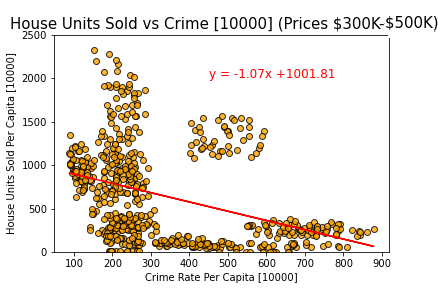 House Units Sold vs Crime [10000] (Prices $300K-$500K)
2500
2000
1500
1000
500
0
House Units Sold Per Capita [10000]
y = -1.07x +1001.81
100 200 300 400 500 600 700 800 900
Crime Rate Per Capita [10000]